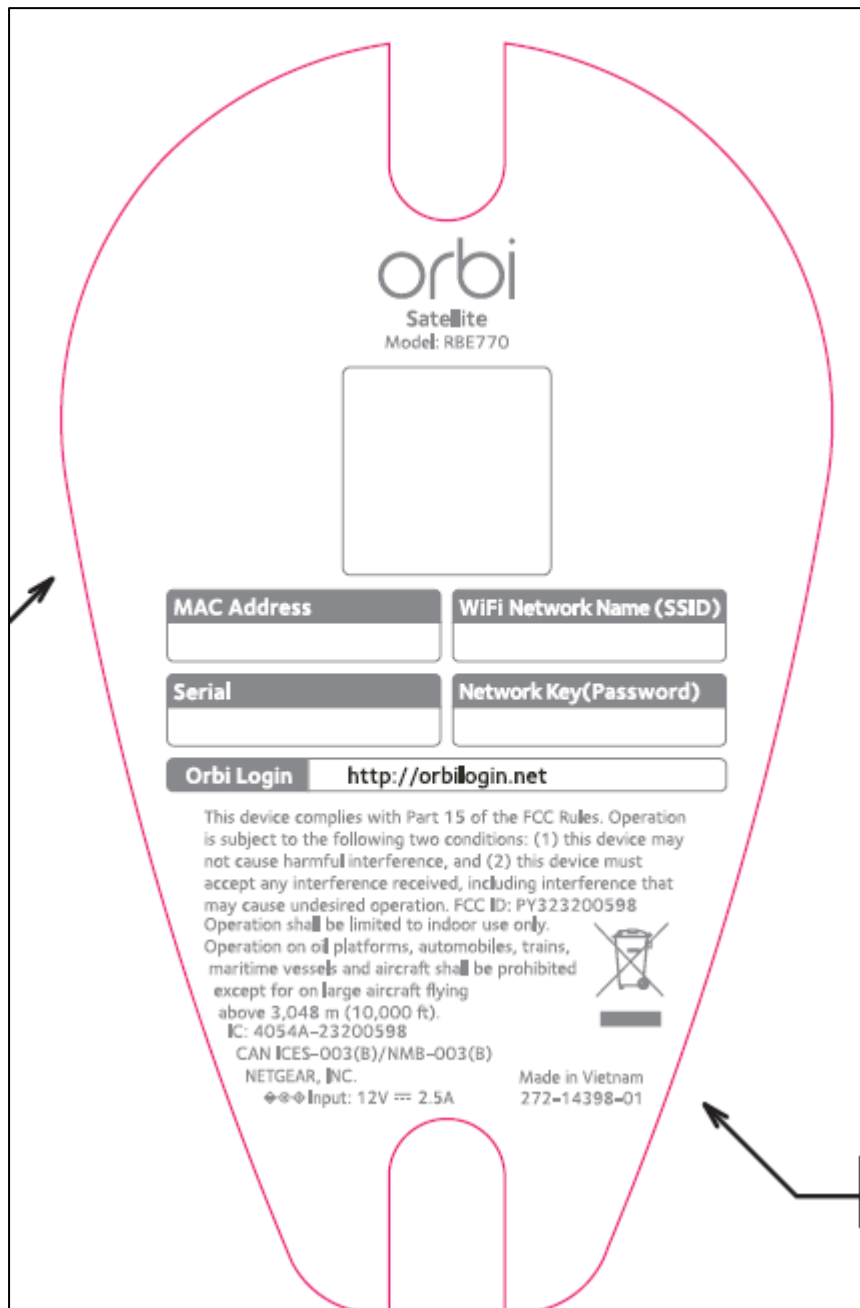 orbi
Satellite
Model: RBE770
MAC Address
WiFi Network Name (SSID)
Serial
Network Key(Password)
Orbi Login http://orbilogin.net
This device complies with Part 15 of the FCC Rules. Operation
is subject to the following two conditions: (1) this device may
not cause harmful interference, and (2) this device must
accept any interference received, including interference that
may cause undesired operation. FCC ID: PY323200598
Operation shall be limited to indoor use only.
Operation on oil platforms, automobiles, trains,
maritime vessels and aircraft shall be prohibited
except for on large aircraft flying
above 3,048 m (10,000 ft).
IC: 4054A-23200598
CAN ICES-003(B)/NMB-003(B)
NETGEAR, INC.
Input: 12V ⎓ 2.5A
Made in Vietnam
272-14398-01